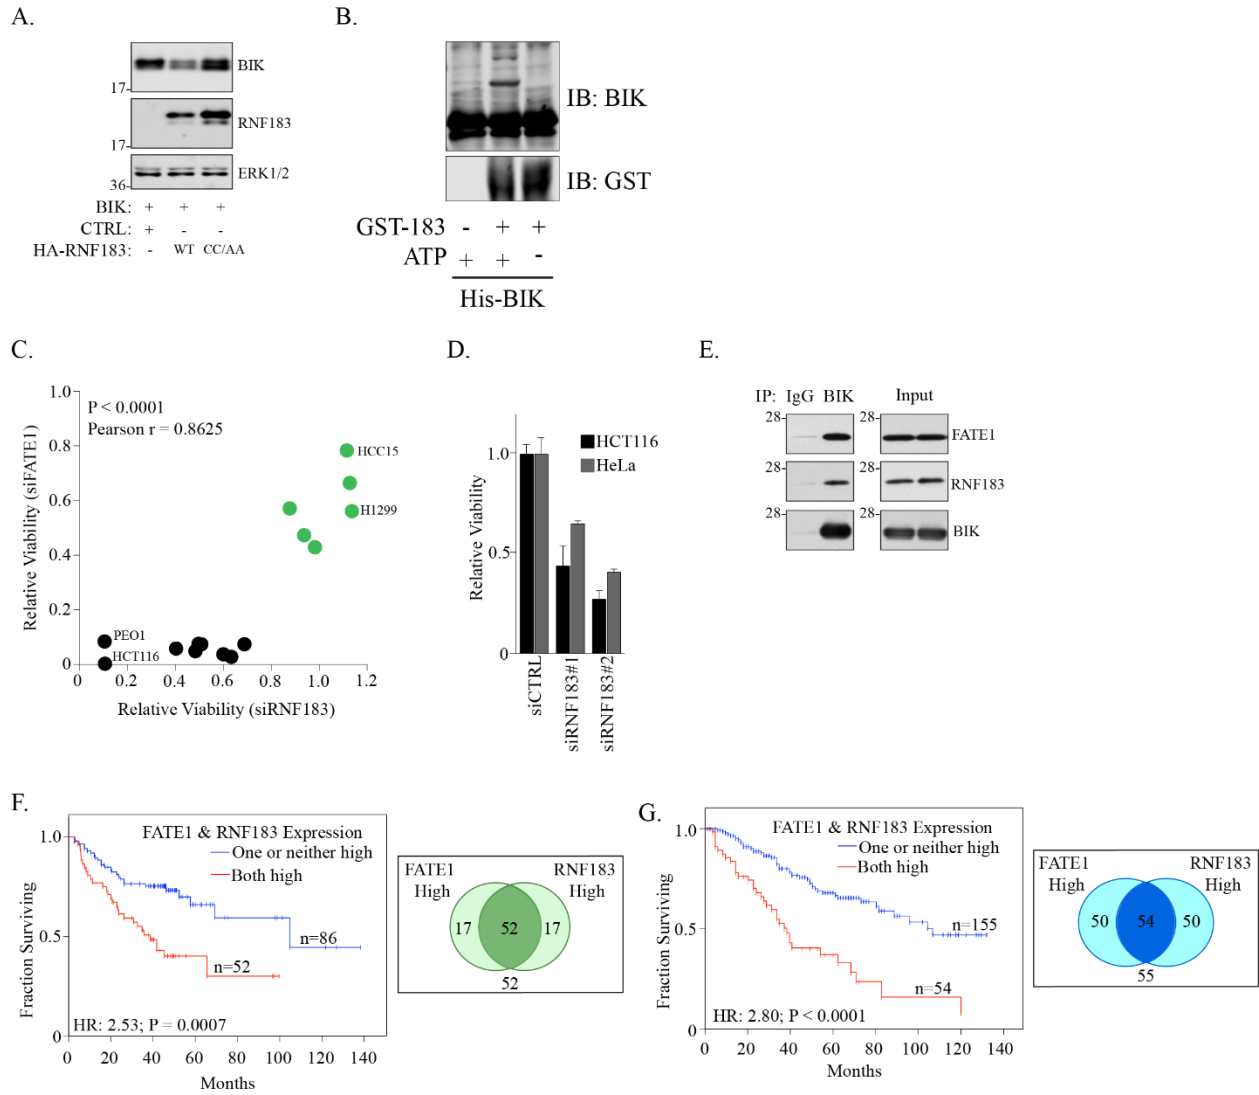 A.
BIK
17
RNF183
17
ERK1/2
36
BIK: + + +
CTRL: + - -
HA-RNF183: - WT CC/AA
B.
IB: BIK
IB: GST
GST-183 - + +
ATP + + -
His-BIK
C.
1.0
0.8
0.6
0.4
0.2
0
Relative Viability (siFATE1)
P < 0.0001
Pearson r = 0.8625
HCC15
H1299
PEO1
HCT116
0 0.2 0.4 0.6 0.8 1.0 1.2
Relative Viability (siRNF183)
D.
HCT116
HeLa
1.0
0.5
0
Relative Viability
siCTRL
siRNF183#1
siRNF183#2
E.
IP: IgG BIK Input
28 28 FATE1
28 28 RNF183
28 28 BIK
F.
FATE1 & RNF183 Expression
One or neither high
Both high
1.0
0.5
0
Fraction Surviving
n=86
n=52
HR: 2.53; P = 0.0007
0 20 40 60 80 100 120 140
Months
FATE1 High
RNF183 High
17 52 17
52
G.
FATE1 & RNF183 Expression
One or neither high
Both high
1.0
0.5
0
Fraction Surviving
n=155
n=54
HR: 2.80; P < 0.0001
0 20 40 60 80 100 120 140
Months
FATE1 High
RNF183 High
50 54 50
55